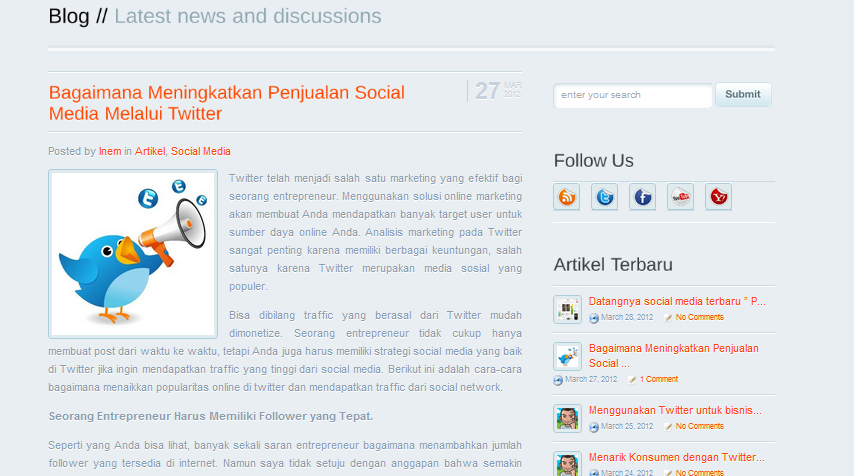 Blog // Latest news and discussions
Bagaimana Meningkatkan Penjualan Social
Media Melalui Twitter
27 MAR
2012
Posted by Inem in Artikel, Social Media
Twitter telah menjadi salah satu marketing yang efektif bagi
seorang entrepreneur. Menggunakan solusi online marketing
akan membuat Anda mendapatkan banyak target user untuk
sumber daya online Anda. Analisis marketing pada Twitter
sangat penting karena memiliki berbagai keuntungan, salah
satunya karena Twitter merupakan media sosial yang
populer.
Bisa dibilang traffic yang berasal dari Twitter mudah
dimonetize. Seorang entrepreneur tidak cukup hanya
membuat post dari waktu ke waktu, tetapi Anda juga harus memiliki strategi social media yang baik
di Twitter jika ingin mendapatkan traffic yang tinggi dari social media. Berikut ini adalah cara-cara
bagaimana menaikkan popularitas online di twitter dan mendapatkan traffic dari social network.
Seorang Entrepreneur Harus Memiliki Follower yang Tepat.
Seperti yang Anda bisa lihat, banyak sekali saran entrepreneur bagaimana menambahkan jumlah
follower yang tersedia di internet. Namun saya tidak setuju dengan anggapan bahwa semakin
enter your search
Submit
Follow Us
Artikel Terbaru
Datangnya social media terbaru " P...
March 28, 2012 No Comments
Bagaimana Meningkatkan Penjualan
Social ...
March 27, 2012 1 Comment
Menggunakan Twitter untuk bisnis...
March 25, 2012 No Comments
Menarik Konsumen dengan Twitter...
March 24, 2012 No Comments